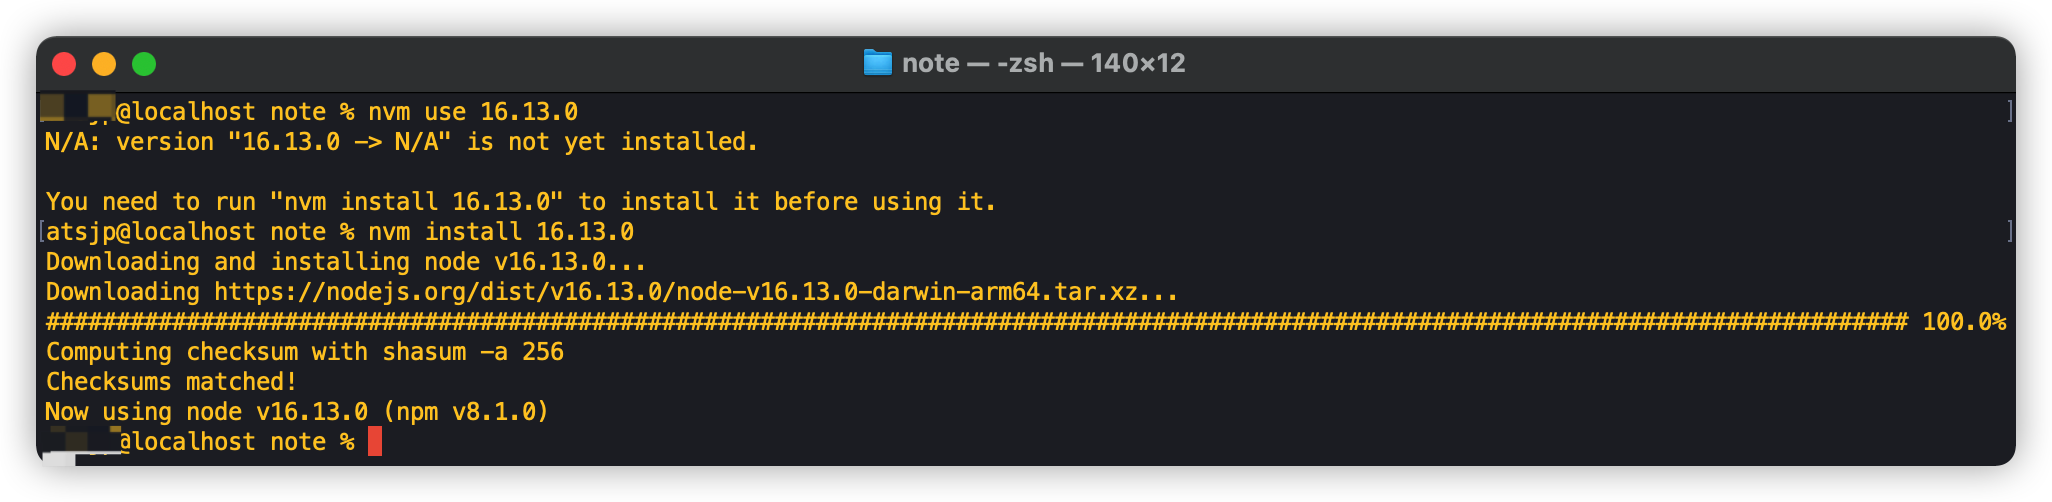 note — -zsh — 140×12
@localhost note % nvm use 16.13.0
N/A: version "16.13.0 -> N/A" is not yet installed.
You need to run "nvm install 16.13.0" to install it before using it.
[atsjp@localhost note % nvm install 16.13.0 ]
Downloading and installing node v16.13.0...
Downloading https://nodejs.org/dist/v16.13.0/node-v16.13.0-darwin-arm64.tar.xz...
##################################################################################################################################### 100.0%
Computing checksum with shasum -a 256
Checksums matched!
Now using node v16.13.0 (npm v8.1.0)
@localhost note %